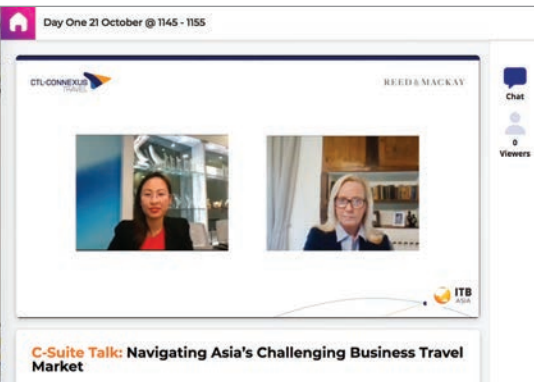 Day One 21 October @ 1145 - 1155
CTL-CONNEXUS
TRAVEL
REED & MACKAY
Chat
0
Viewers
ITB
ASIA
C-Suite Talk: Navigating Asia's Challenging Business Travel
Market